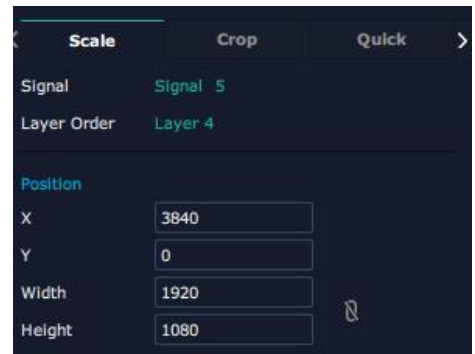 Scale Crop Quick
Signal Signal 5
Layer Order Layer 4
Position
X 3840
Y 0
Width 1920
Height 1080